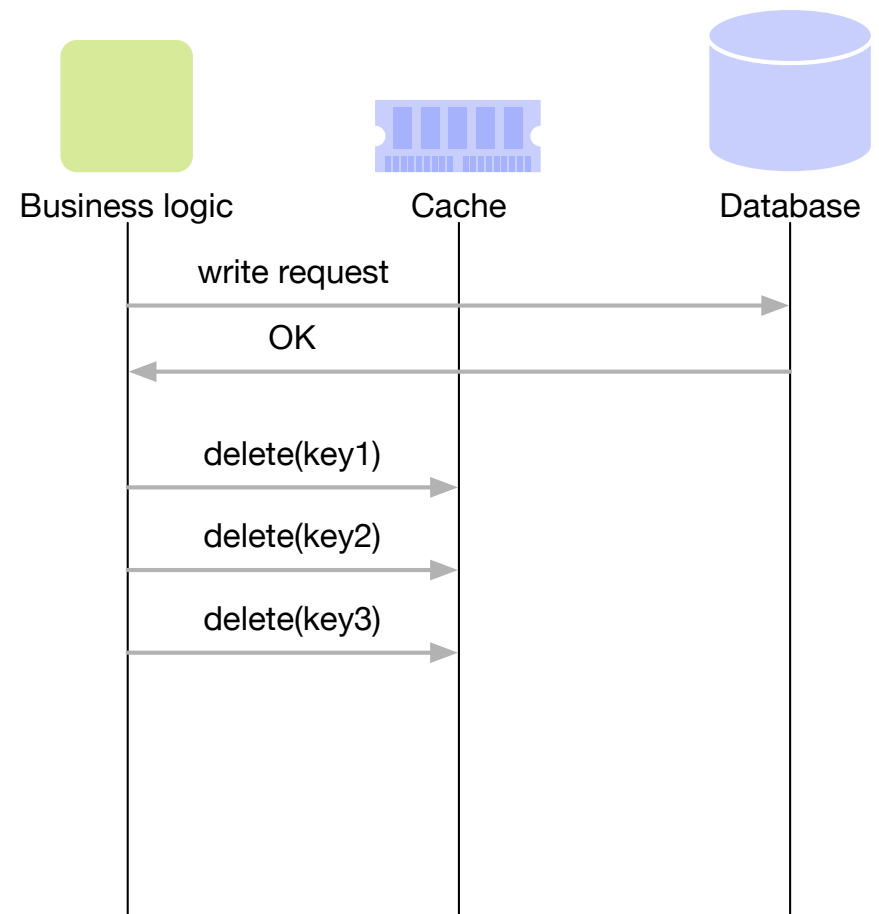 Business logic
Cache
Database
write request
OK
delete(key1)
delete(key2)
delete(key3)